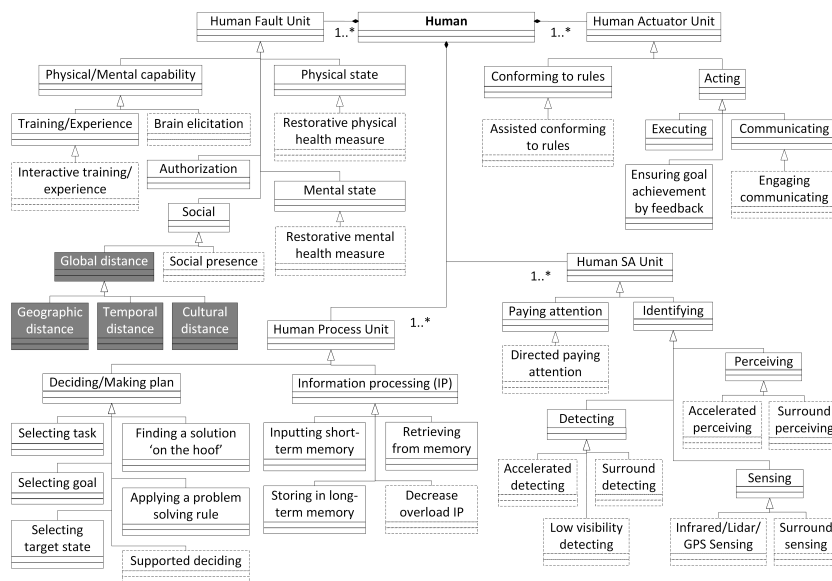 Human Fault Unit
1..*
Human
1..*
Human Actuator Unit
Physical/Mental capability
Physical state
Conforming to rules
Acting
Training/Experience
Brain elicitation
Restorative physical
health measure
Assisted conforming
to rules
Executing
Communicating
Interactive training/
experience
Authorization
Mental state
Ensuring goal
achievement
by feedback
Engaging
communicating
Social
Restorative mental
health measure
Global distance
Social presence
Human SA Unit
1..*
Geographic
distance
Temporal
distance
Cultural
distance
1..*
Human Process Unit
Paying attention
Identifying
Directed paying
attention
Perceiving
Deciding/Making plan
Information processing (IP)
Accelerated
perceiving
Surround
perceiving
Selecting task
Finding a solution
‘on the hoof’
Inputting short-
term memory
Retrieving
from memory
Detecting
Selecting goal
Applying a problem
solving rule
Storing in long-
term memory
Decrease
overload IP
Accelerated
detecting
Surround
detecting
Sensing
Selecting
target state
Supported deciding
Low visibility
detecting
Infrared/Lidar/
GPS Sensing
Surround
sensing